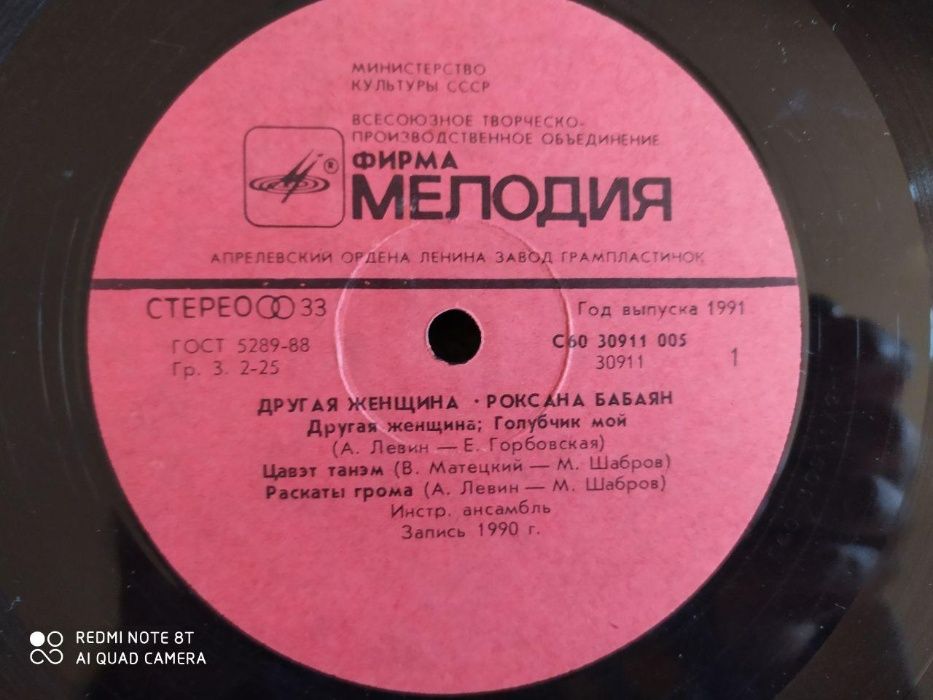 МИНИСТЕРСТВО
КУЛЬТУРЫ СССР
ВСЕСОЮЗНОЕ ТВОРЧЕСКО-
ПРОИЗВОДСТВЕННОЕ ОБЪЕДИНЕНИЕ
®
ФИРМА
МЕЛОДИЯ
АПРЕЛЕВСКИЙ ОРДЕНА ЛЕНИНА ЗАВОД ГРАМПЛАСТИНОК
СТЕРЕО 33
Год выпуска 1991
ГОСТ 5289-88
С60 30911 005
Гр. 3. 2-25
30911
1
ДРУГАЯ ЖЕНЩИНА · РОКСАНА БАБАЯН
Другая женщина; Голубчик мой
(А. Левин — Е. Горбовская)
Цавэт танэм (В. Матецкий — М. Шабров)
Раскаты грома (А. Левин — М. Шабров)
Инстр. ансамбль
Запись 1990 г.
REDMI NOTE 8T
AI QUAD CAMERA